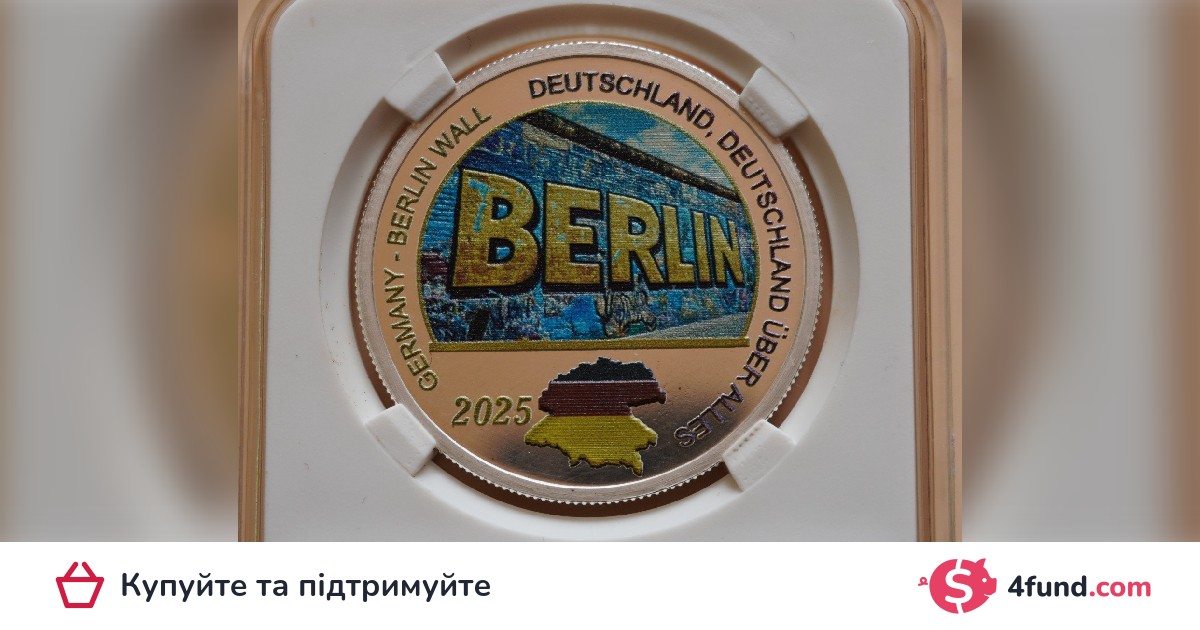 GERMANY - BERLIN WALL
DEUTSCHLAND, DEUTSCHLAND ÜBER ALLES
BERLIN
2025
Купуйте та підтримуйте
4fund.com